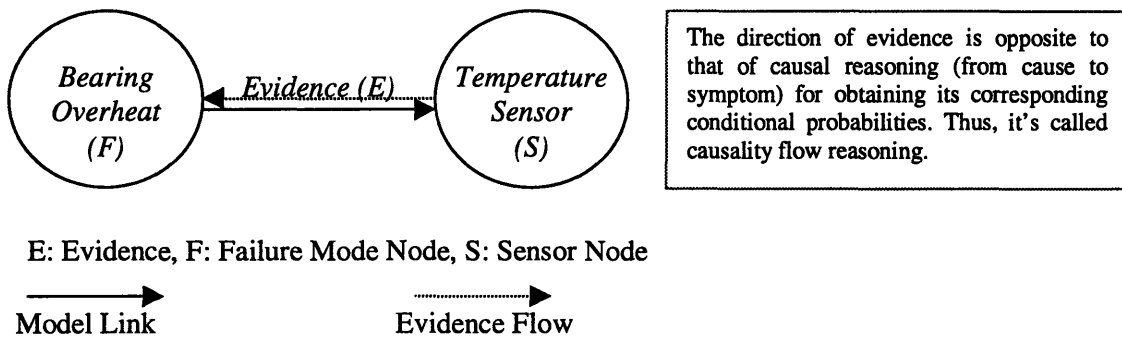 Bearing
Overheat
(F)
Evidence (E)
Temperature
Sensor
(S)
The direction of evidence is opposite to
that of causal reasoning (from cause to
symptom) for obtaining its corresponding
conditional probabilities. Thus, it's called
causality flow reasoning.
E: Evidence, F: Failure Mode Node, S: Sensor Node
Model Link
Evidence Flow